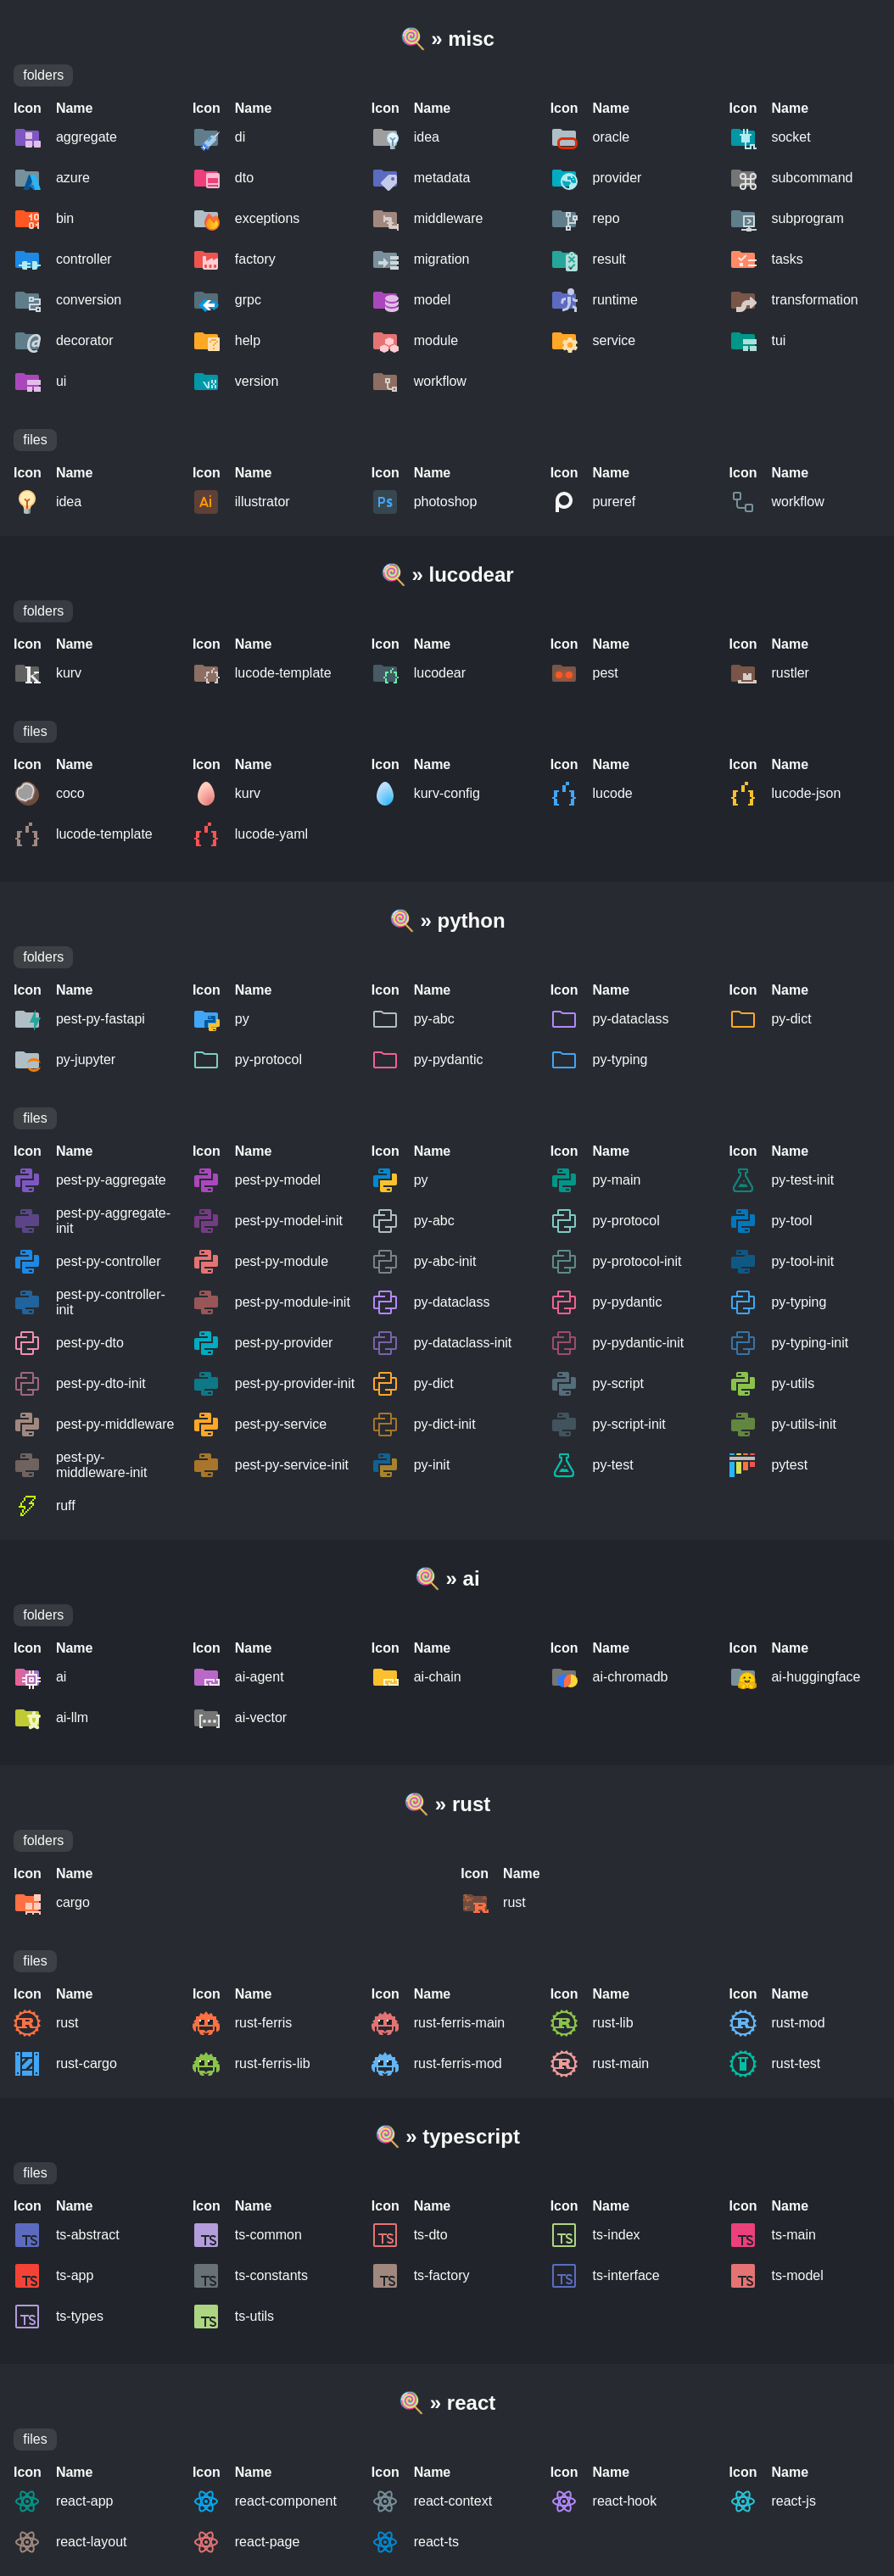 » misc
folders
Icon Name Icon Name Icon Name Icon Name Icon Name
aggregate di idea oracle socket
azure dto metadata provider subcommand
bin exceptions middleware repo subprogram
controller factory migration result tasks
conversion grpc model runtime transformation
decorator help module service tui
ui version workflow
files
Icon Name Icon Name Icon Name Icon Name Icon Name
idea Ai illustrator Ps photoshop pureref workflow
» lucodear
folders
Icon Name Icon Name Icon Name Icon Name Icon Name
k kurv lucode-template lucodear pest rustler
files
Icon Name Icon Name Icon Name Icon Name Icon Name
coco kurv kurv-config lucode lucode-json
lucode-template lucode-yaml
» python
folders
Icon Name Icon Name Icon Name Icon Name Icon Name
pest-py-fastapi py py-abc py-dataclass py-dict
py-jupyter py-protocol py-pydantic py-typing
files
Icon Name Icon Name Icon Name Icon Name Icon Name
pest-py-aggregate pest-py-model py py-main py-test-init
pest-py-aggregate-
init pest-py-model-init py-abc py-protocol py-tool
pest-py-controller pest-py-module py-abc-init py-protocol-init py-tool-init
pest-py-controller-
init pest-py-module-init py-dataclass py-pydantic py-typing
pest-py-dto pest-py-provider py-dataclass-init py-pydantic-init py-typing-init
pest-py-dto-init pest-py-provider-init py-dict py-script py-utils
pest-py-middleware pest-py-service py-dict-init py-script-init py-utils-init
pest-py-
middleware-init pest-py-service-init py-init py-test pytest
ruff
» ai
folders
Icon Name Icon Name Icon Name Icon Name Icon Name
ai ai-agent ai-chain ai-chromadb ai-huggingface
ai-llm ai-vector
» rust
folders
Icon Name Icon Name
cargo R rust
files
Icon Name Icon Name Icon Name Icon Name Icon Name
R rust rust-ferris rust-ferris-main R rust-lib R rust-mod
rust-cargo rust-ferris-lib rust-ferris-mod R rust-main rust-test
» typescript
files
Icon Name Icon Name Icon Name Icon Name Icon Name
TS ts-abstract TS ts-common TS ts-dto TS ts-index TS ts-main
TS ts-app TS ts-constants TS ts-factory TS ts-interface TS ts-model
TS ts-types TS ts-utils
» react
files
Icon Name Icon Name Icon Name Icon Name Icon Name
react-app react-component react-context react-hook react-js
react-layout react-page react-ts